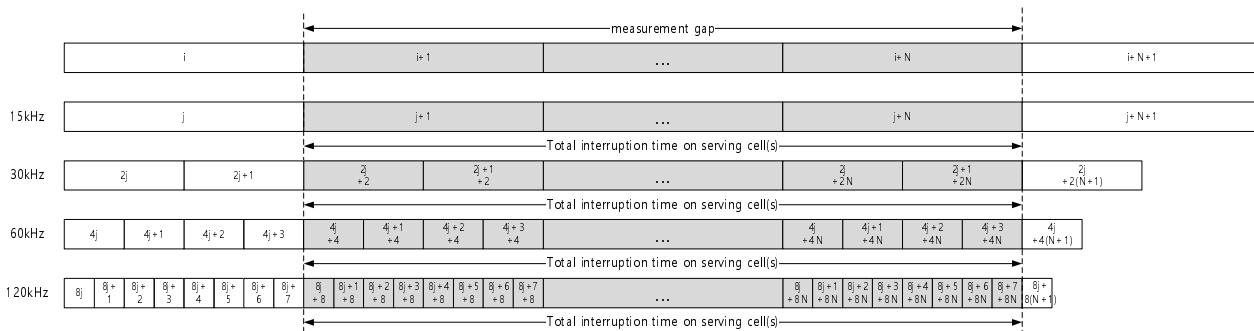 measurement gap
i i+1 ... i+N i+N+1
15kHz j j+1 ... j+N j+N+1
Total interruption time on serving cell(s)
30kHz 2j 2j+1 2j +2 2j+1 +2 ... 2j +2N 2j+1 +2N 2j +2(N+1)
Total interruption time on serving cell(s)
60kHz 4j 4j+1 4j+2 4j+3 4j +4 4j+1 +4 4j+2 +4 4j+3 +4 ... 4j +4N 4j+1 +4N 4j+2 +4N 4j+3 +4N 4j +4(N+1)
Total interruption time on serving cell(s)
120kHz 8j 8j+ 1 8j+ 2 8j+ 3 8j+ 4 8j+ 5 8j+ 6 8j+ 7 8j +8 8j+1 +8 8j+2 +8 8j+3 +8 8j+4 +8 8j+5 +8 8j+6 +8 8j+7 +8 ... 8j +8N 8j+1 +8N 8j+2 +8N 8j+3 +8N 8j+4 +8N 8j+5 +8N 8j+6 +8N 8j+7 +8N 8j+ 8(N+1)
Total interruption time on serving cell(s)